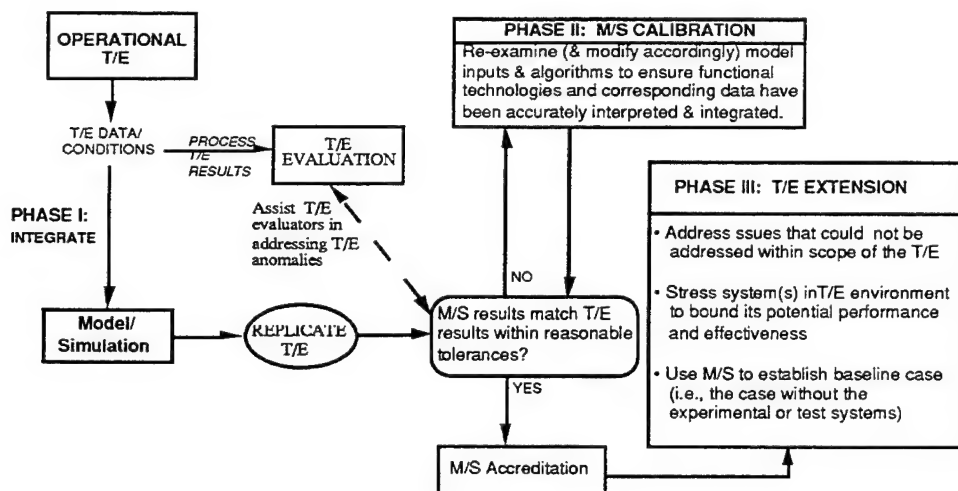 OPERATIONAL
T/E
T/E DATA/
CONDITIONS
PROCESS
T/E
RESULTS
T/E
EVALUATION
PHASE I:
INTEGRATE
Assist T/E
evaluators in
addressing T/E
anomalies
Model/
Simulation
REPLICATE
T/E
PHASE II: M/S CALIBRATION
Re-examine (& modify accordingly) model
inputs & algorithms to ensure functional
technologies and corresponding data have
been accurately interpreted & integrated.
NO
M/S results match T/E
results within reasonable
tolerances?
YES
M/S Accreditation
PHASE III: T/E EXTENSION
• Address ssues that could not be
addressed within scope of the T/E
• Stress system(s) inT/E environment
to bound its potential performance
and effectiveness
• Use M/S to establish baseline case
(i.e., the case without the
experimental or test systems)